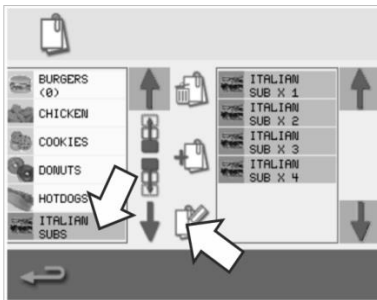 BURGERS
(0)
CHICKEN
COOKIES
DONUTS
HOTDOGS
ITALIAN
SUBS
ITALIAN
SUB X 1
ITALIAN
SUB X 2
ITALIAN
SUB X 3
ITALIAN
SUB X 4